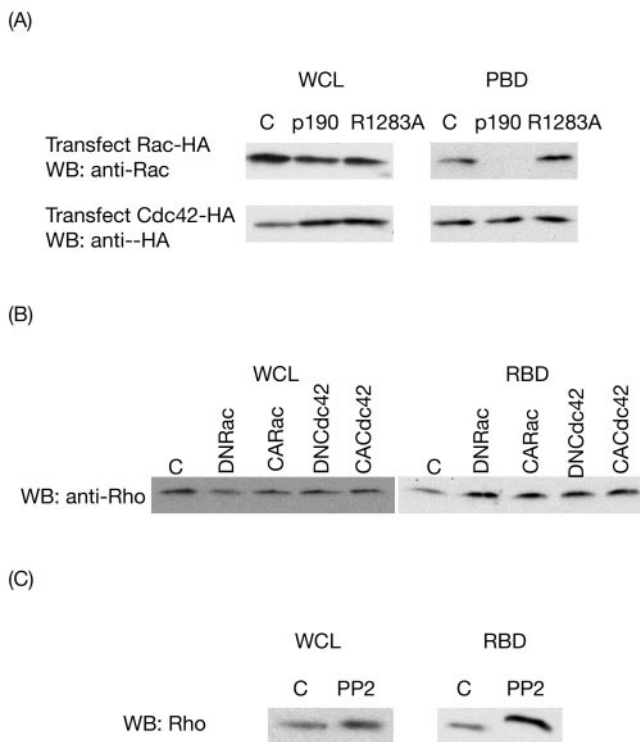 (A)
WCL PBD
C p190 R1283A C p190 R1283A
Transfect Rac-HA
WB: anti-Rac
Transfect Cdc42-HA
WB: anti--HA
(B)
WCL RBD
C DNRac CARac DNCdc42 CACdc42 C DNRac CARac DNCdc42 CACdc42
WB: anti-Rho
(C)
WCL RBD
C PP2 C PP2
WB: Rho